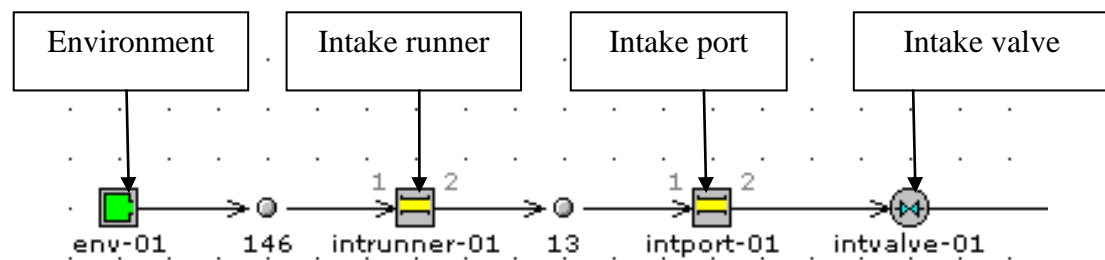 Environment
Intake runner
Intake port
Intake valve
1 2 1 2
env-01 146 intrunner-01 13 intport-01 intvalve-01